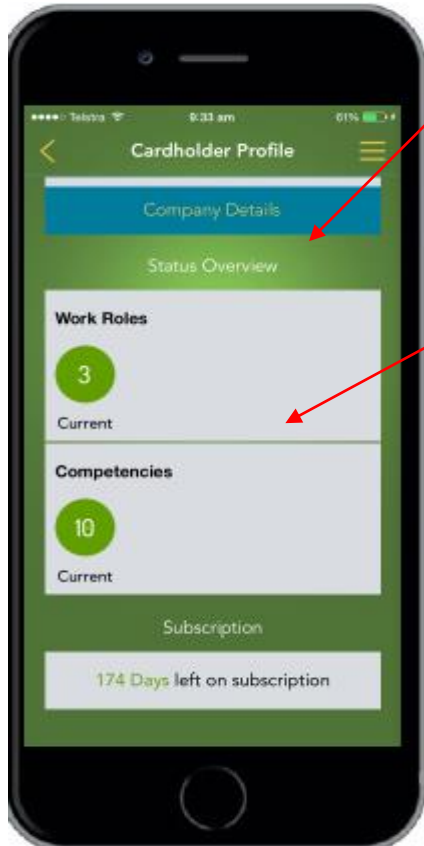 Telstra 9:33 am 61%
Cardholder Profile
Company Details
Status Overview
Work Roles
3
Current
Competencies
10
Current
Subscription
174 Days left on subscription